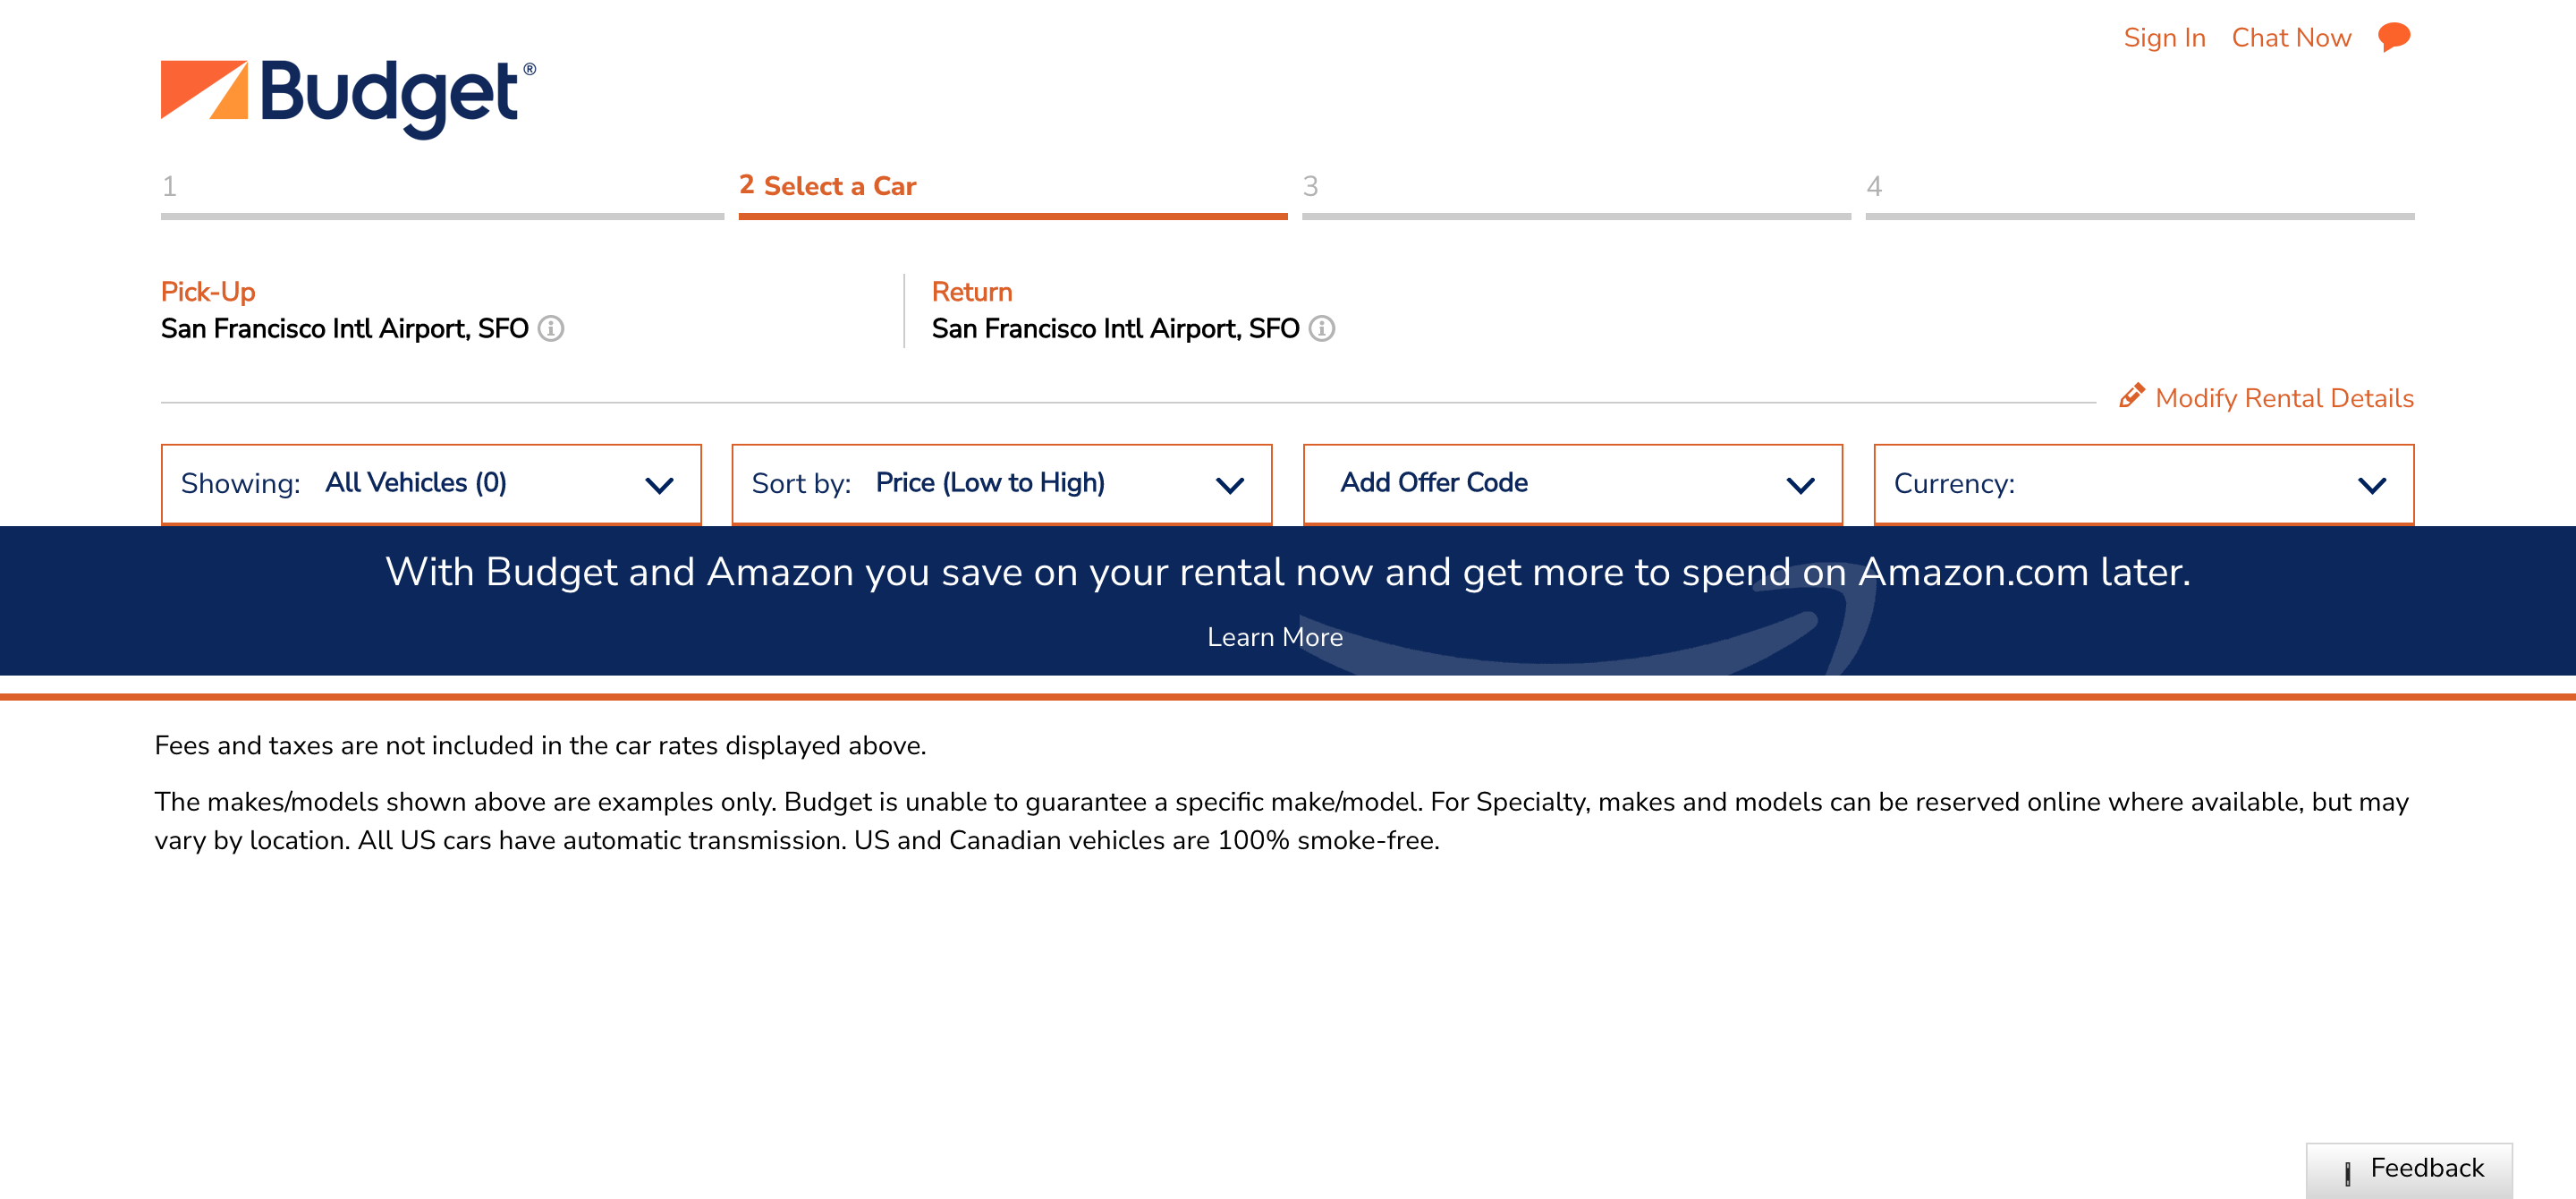 Sign In Chat Now
Budget®
1
2 Select a Car
3
4
Pick-Up
San Francisco Intl Airport, SFO
Return
San Francisco Intl Airport, SFO
Modify Rental Details
Showing: All Vehicles (0)
Sort by: Price (Low to High)
Add Offer Code
Currency:
With Budget and Amazon you save on your rental now and get more to spend on Amazon.com later.
Learn More
Fees and taxes are not included in the car rates displayed above.
The makes/models shown above are examples only. Budget is unable to guarantee a specific make/model. For Specialty, makes and models can be reserved online where available, but may
vary by location. All US cars have automatic transmission. US and Canadian vehicles are 100% smoke-free.
Feedback